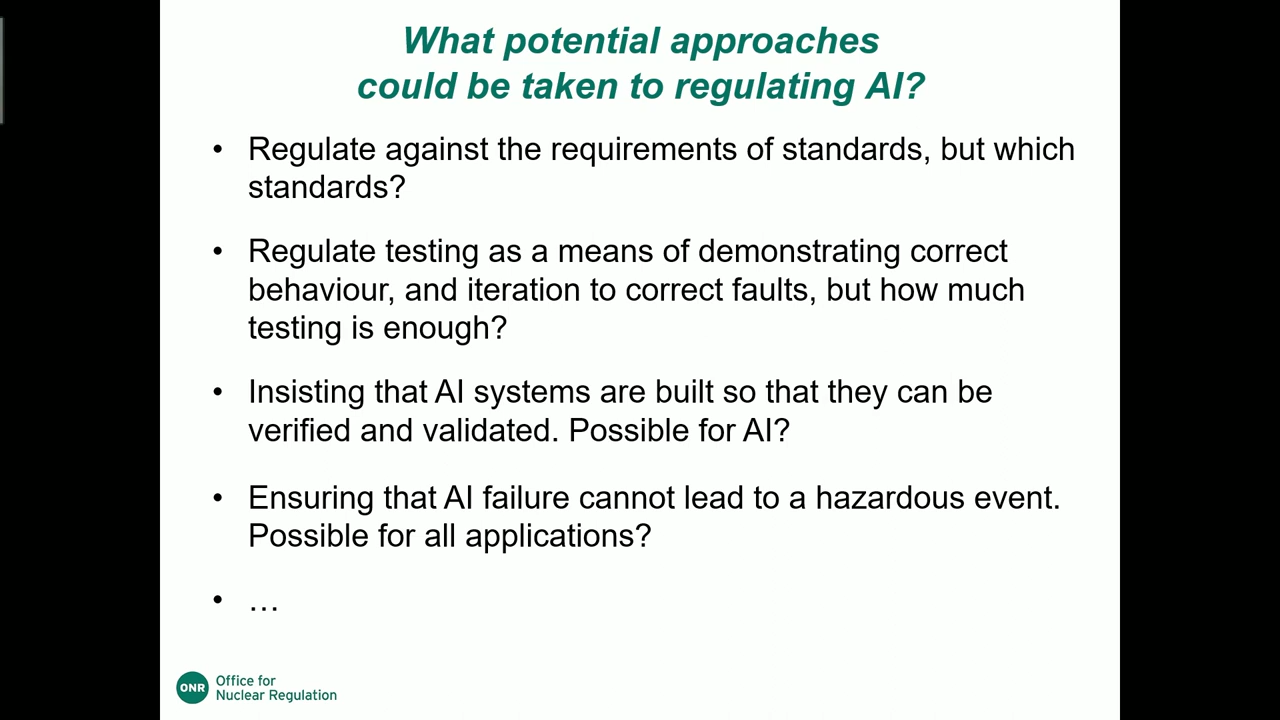 What potential approaches
could be taken to regulating AI?
• Regulate against the requirements of standards, but which
standards?
• Regulate testing as a means of demonstrating correct
behaviour, and iteration to correct faults, but how much
testing is enough?
• Insisting that AI systems are built so that they can be
verified and validated. Possible for AI?
• Ensuring that AI failure cannot lead to a hazardous event.
Possible for all applications?
• …
ONR Office for
Nuclear Regulation